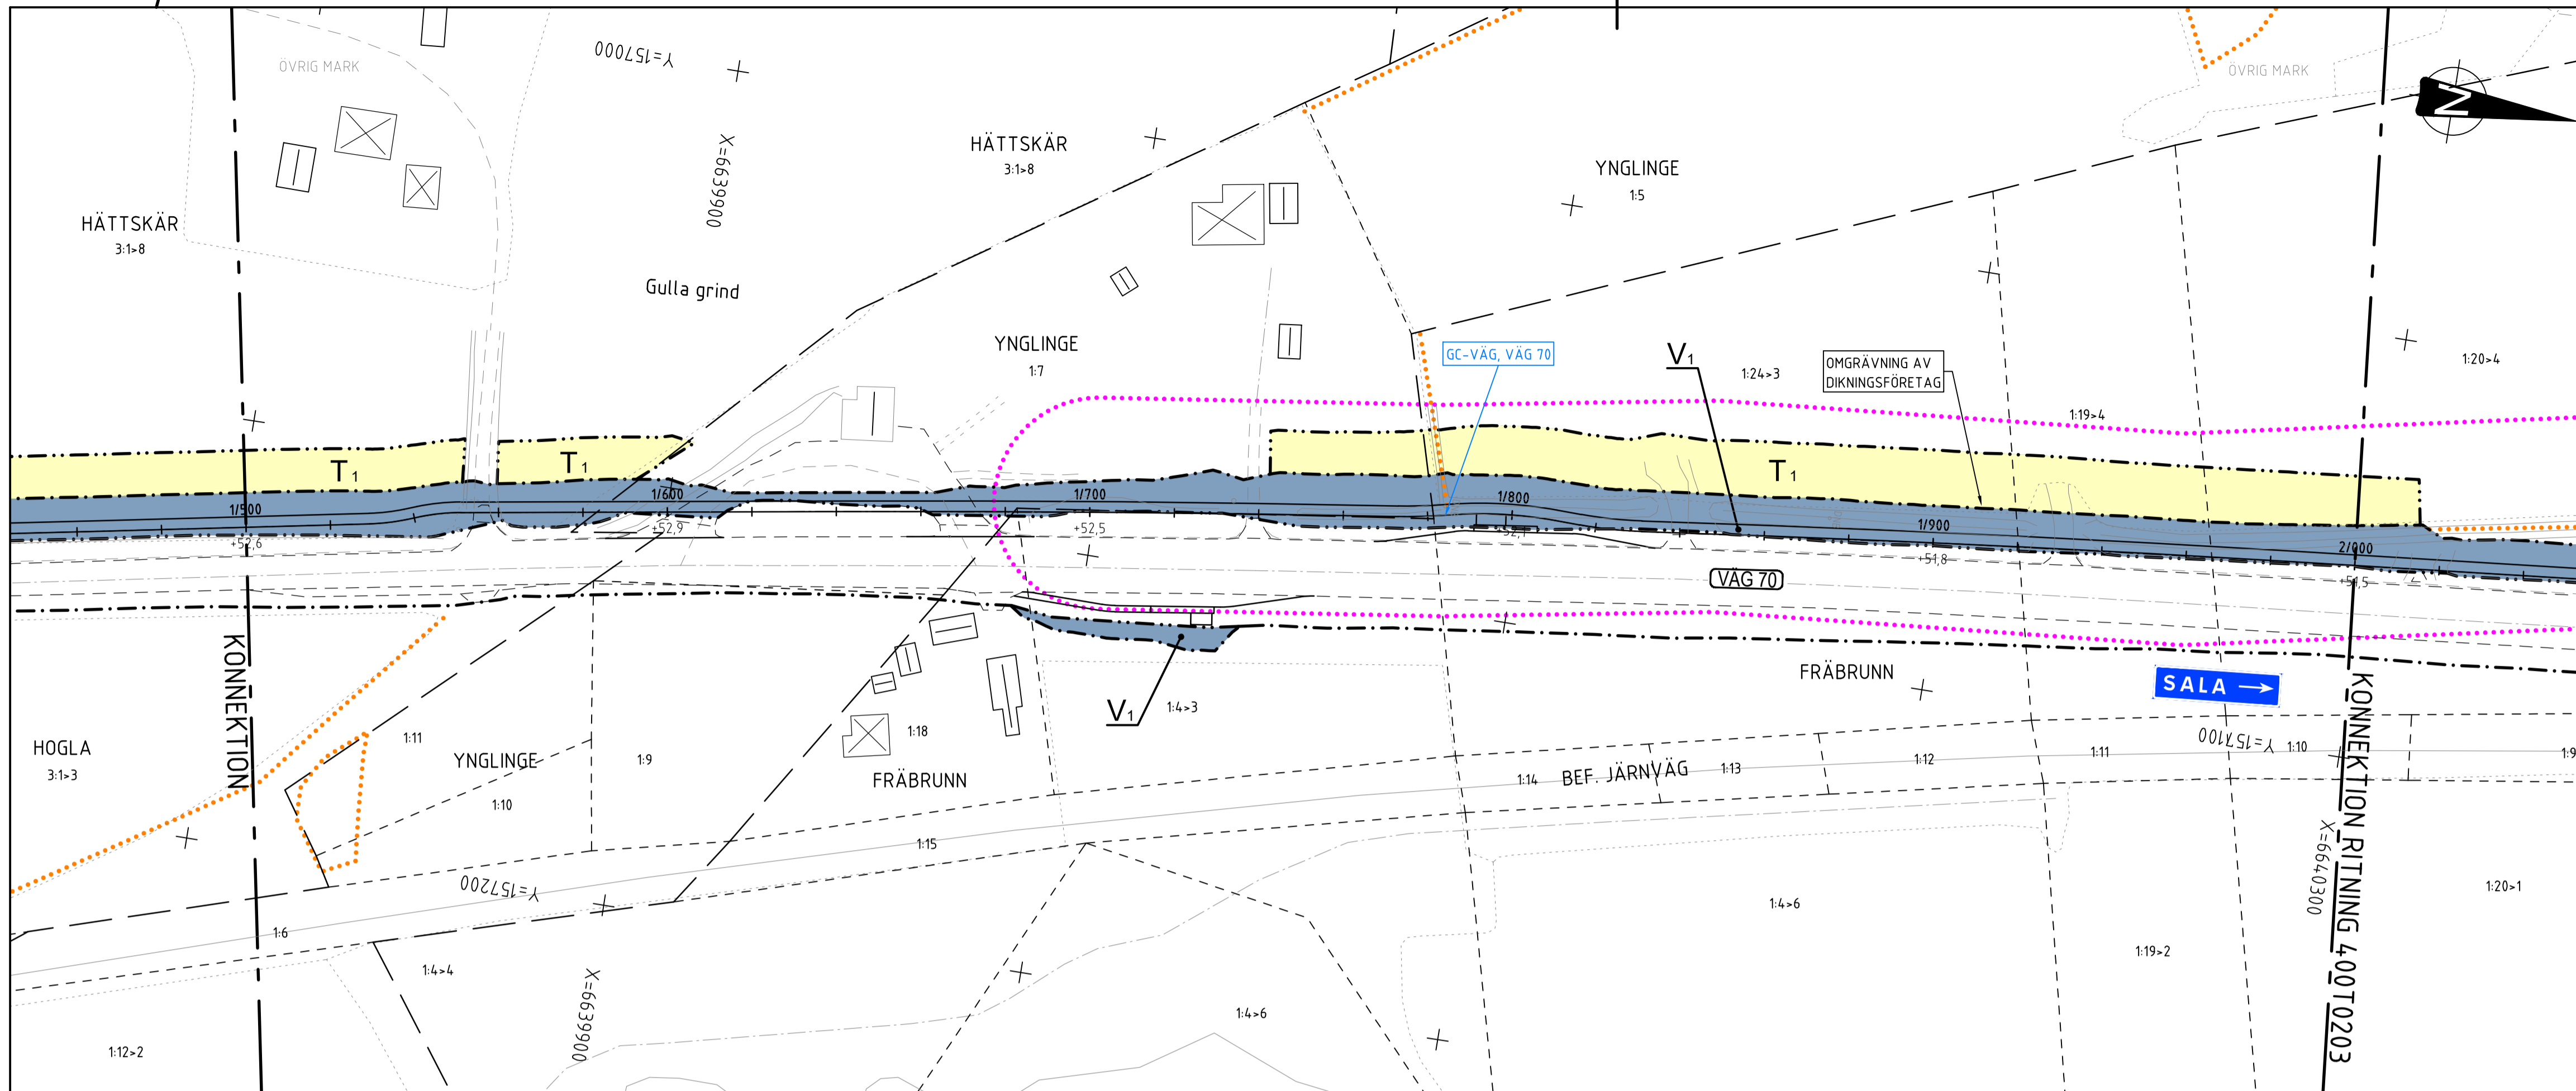 ÖVRIG MARK
Y=157000
ÖVRIG MARK
N
HÄTTSKÄR
3:1>8
X=6639900
HÄTTSKÄR
3:1>8
YNGLINGE
1:5
Gulla grind
YNGLINGE
1:7
GC-VÄG, VÄG 70
V1
1:24>3
OMGRÄVNING AV
DIKNINGSFÖRETAG
1:20>4
1:19>4
T1
T1
T1
1/500
1/600
1/700
1/800
1/900
2/000
+52,6
+52,9
+52,5
+52,1
+51,8
+51,5
VÄG 70
KONNEKTION
FRÄBRUNN
SALA
KONNEKTION RITNING 400T0203
V1
1:4>3
HOGLA
3:1>3
1:11
YNGLINGE
1:10
1:9
1:18
FRÄBRUNN
1:14
BEF. JÄRNVÄG
1:13
1:12
1:11
Y=157100
1:10
1:9
1:15
Y=157200
1:6
X=6640300
1:4>4
X=6639900
1:4>6
1:4>6
1:19>2
1:20>1
1:12>2